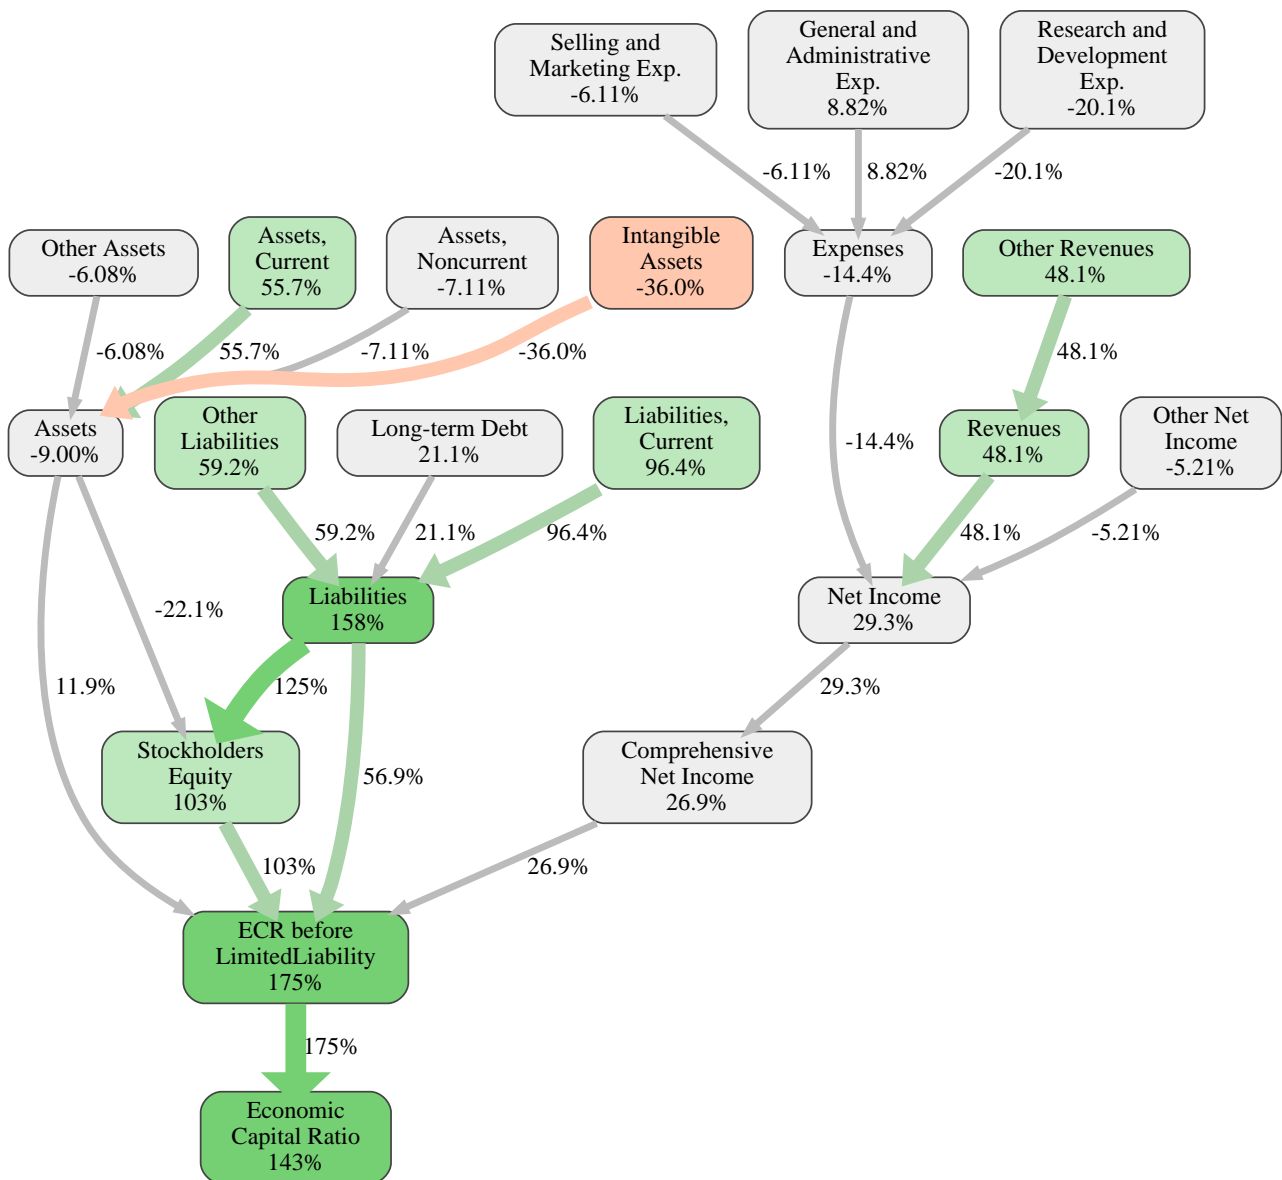 Selling and
Marketing Exp.
-6.11%
General and
Administrative
Exp.
8.82%
Research and
Development
Exp.
-20.1%
-6.11%
8.82%
-20.1%
Other Assets
-6.08%
Assets,
Current
55.7%
Assets,
Noncurrent
-7.11%
Intangible
Assets
-36.0%
Expenses
-14.4%
Other Revenues
48.1%
-6.08%
55.7%
-7.11%
-36.0%
48.1%
Assets
-9.00%
Other
Liabilities
59.2%
Long-term Debt
21.1%
Liabilities,
Current
96.4%
-14.4%
Revenues
48.1%
Other Net
Income
-5.21%
59.2%
21.1%
96.4%
48.1%
-5.21%
Liabilities
158%
Net Income
29.3%
-22.1%
11.9%
125%
29.3%
Stockholders
Equity
103%
56.9%
Comprehensive
Net Income
26.9%
103%
26.9%
ECR before
LimitedLiability
175%
175%
Economic
Capital Ratio
143%